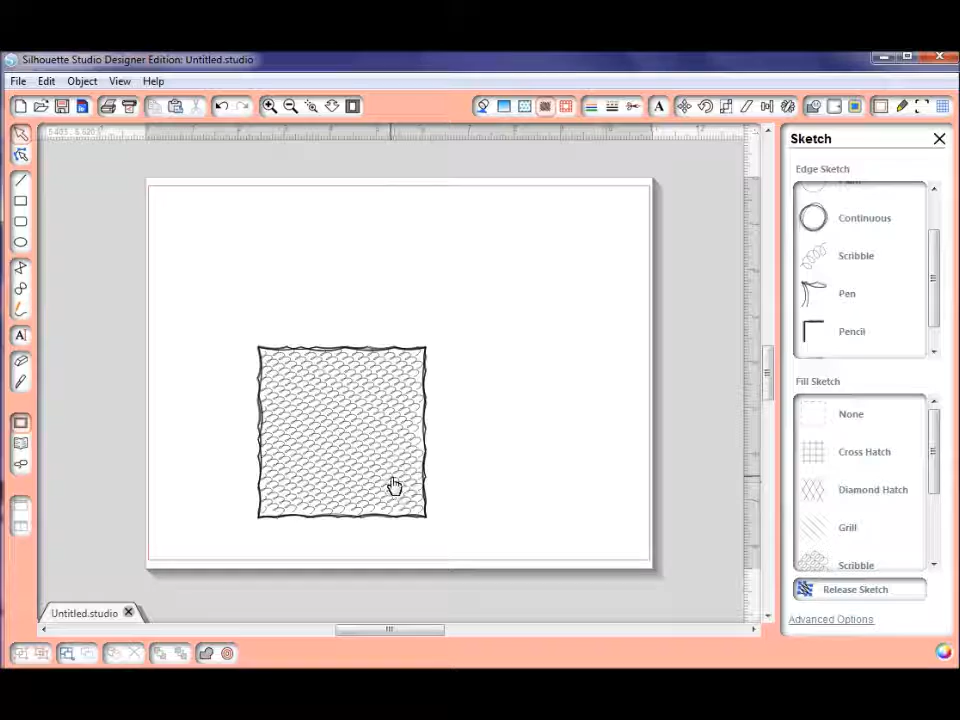 Silhouette Studio Designer Edition: Untitled.studio
File Edit Object View Help
Sketch
Edge Sketch
Continuous
Scribble
Pen
Pencil
Fill Sketch
None
Cross Hatch
Diamond Hatch
Grill
Scribble
Release Sketch
Advanced Options
Untitled.studio